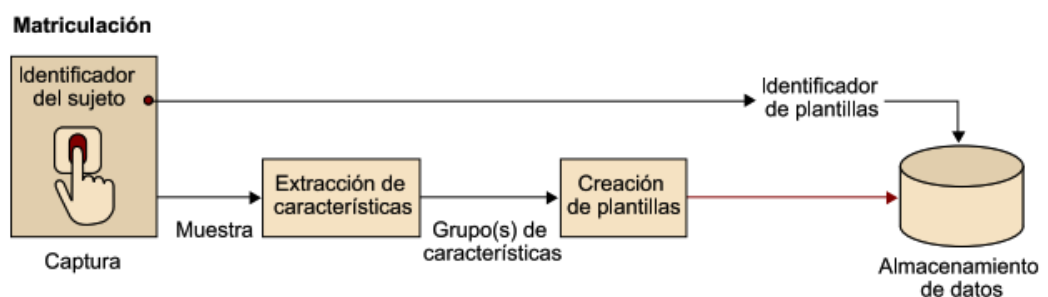 Matriculación
Identificador
del sujeto
Identificador
de plantillas
Extracción de
características
Creación
de plantillas
Muestra
Grupo(s) de
características
Captura
Almacenamiento
de datos